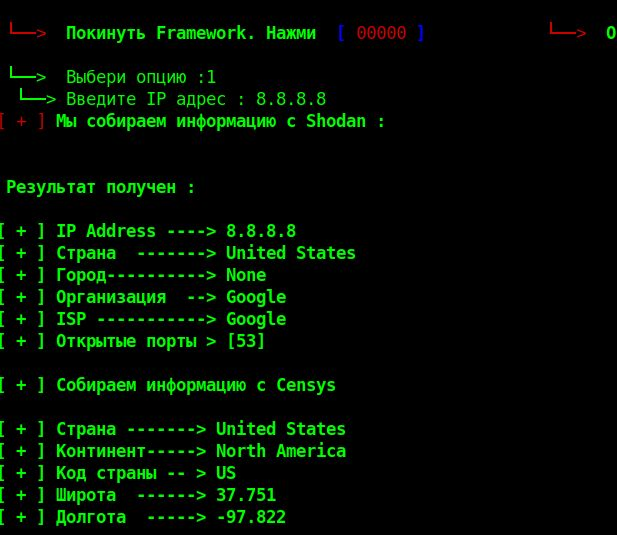 └──> Покинуть Framework. Нажми [ 00000 ] └──> О
└──> Выбери опцию :1
└──> Введите IP адрес : 8.8.8.8
[ + ] Мы собираем информацию с Shodan :
Результат получен :
[ + ] IP Address ----> 8.8.8.8
[ + ] Страна -------> United States
[ + ] Город----------> None
[ + ] Организация --> Google
[ + ] ISP -----------> Google
[ + ] Открытые порты > [53]
[ + ] Собираем информацию с Censys
[ + ] Страна -------> United States
[ + ] Континент-----> North America
[ + ] Код страны -- > US
[ + ] Широта ------> 37.751
[ + ] Долгота -----> -97.822